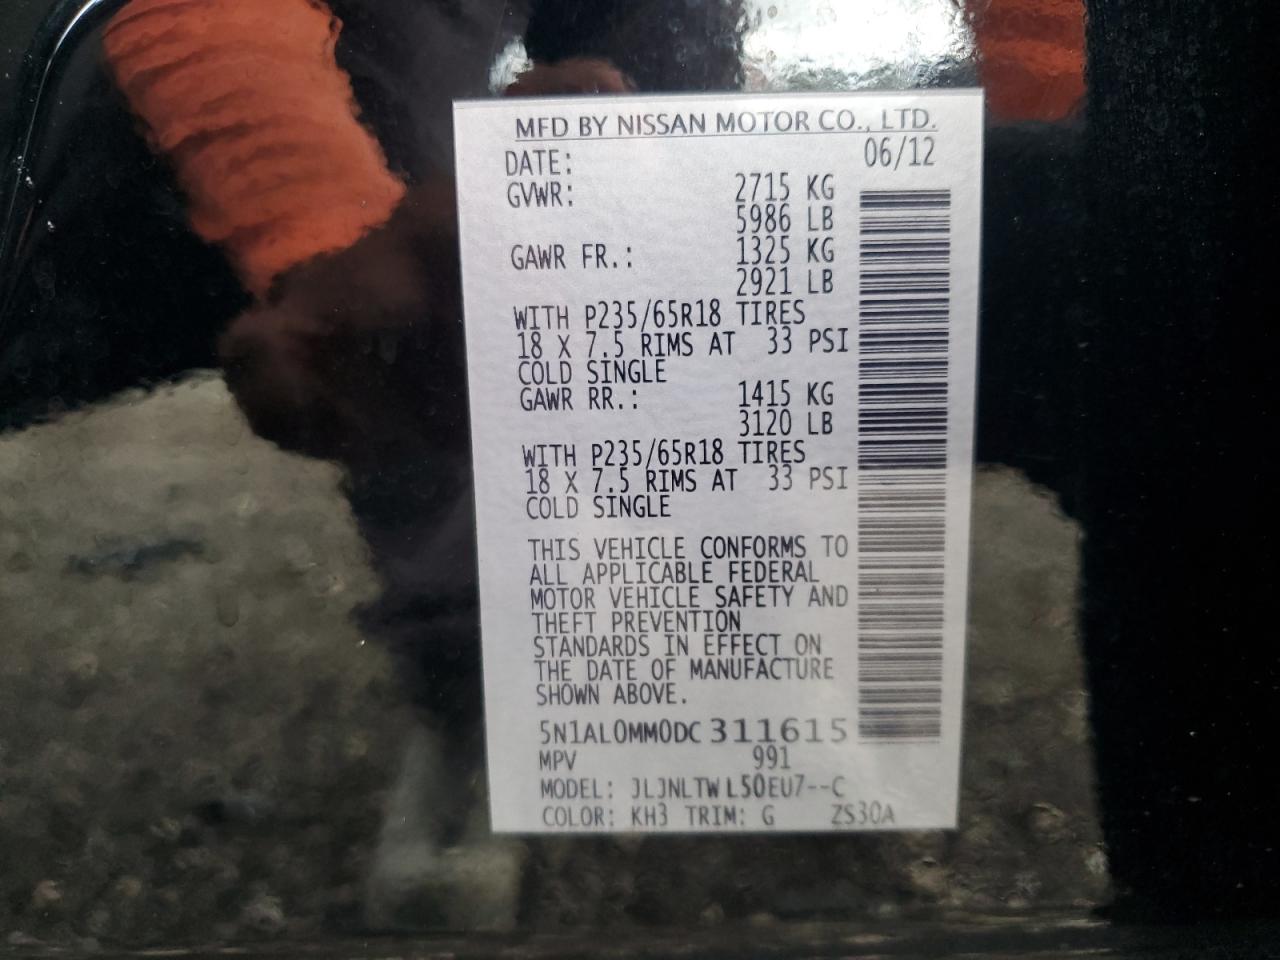 MFD BY NISSAN MOTOR CO., LTD.
DATE: 06/12
GVWR: 2715 KG
5986 LB
GAWR FR.: 1325 KG
2921 LB
WITH P235/65R18 TIRES
18 X 7.5 RIMS AT 33 PSI
COLD SINGLE
GAWR RR.: 1415 KG
3120 LB
WITH P235/65R18 TIRES
18 X 7.5 RIMS AT 33 PSI
COLD SINGLE
THIS VEHICLE CONFORMS TO
ALL APPLICABLE FEDERAL
MOTOR VEHICLE SAFETY AND
THEFT PREVENTION
STANDARDS IN EFFECT ON
THE DATE OF MANUFACTURE
SHOWN ABOVE.
5N1AL0MM0DC 311615
MPV 991
MODEL: JLJNLTW L50EU7--C
COLOR: KH3 TRIM: G ZS30A